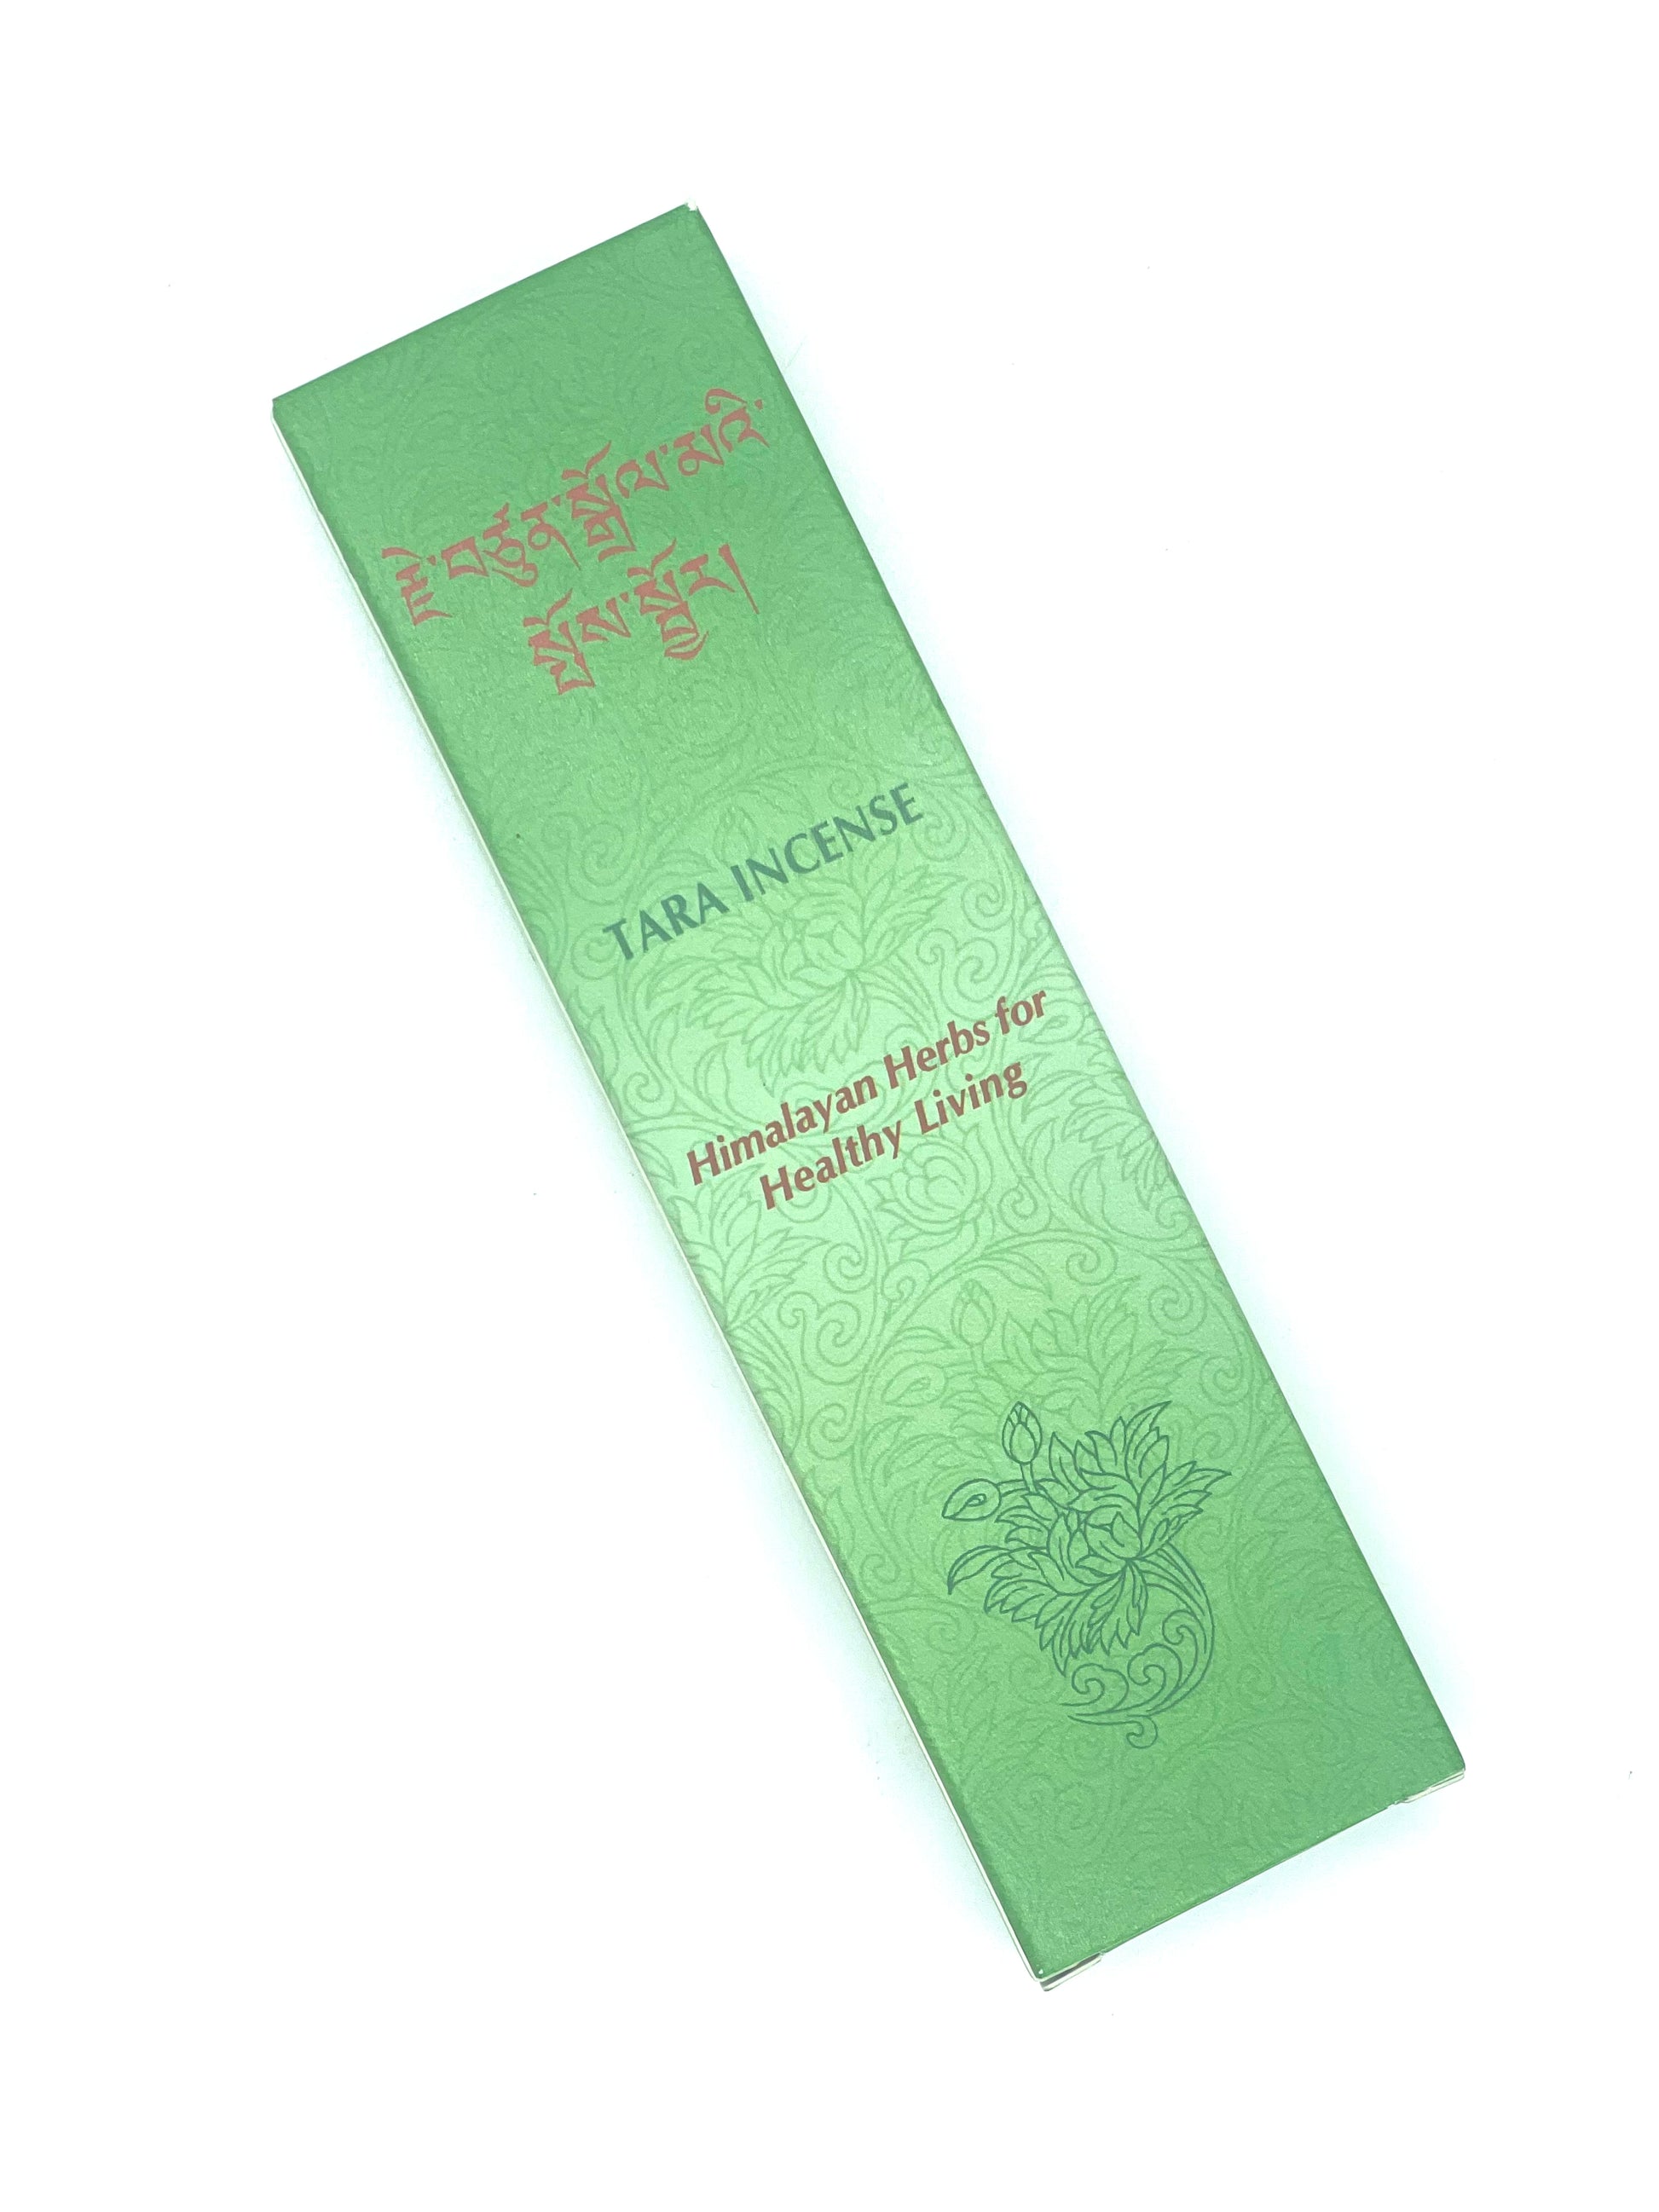 རྗེ་བཙུན་སྒྲོལ་མའི་
སྤོས་སྦྱོར།
TARA INCENSE
Himalayan Herbs for
Healthy Living